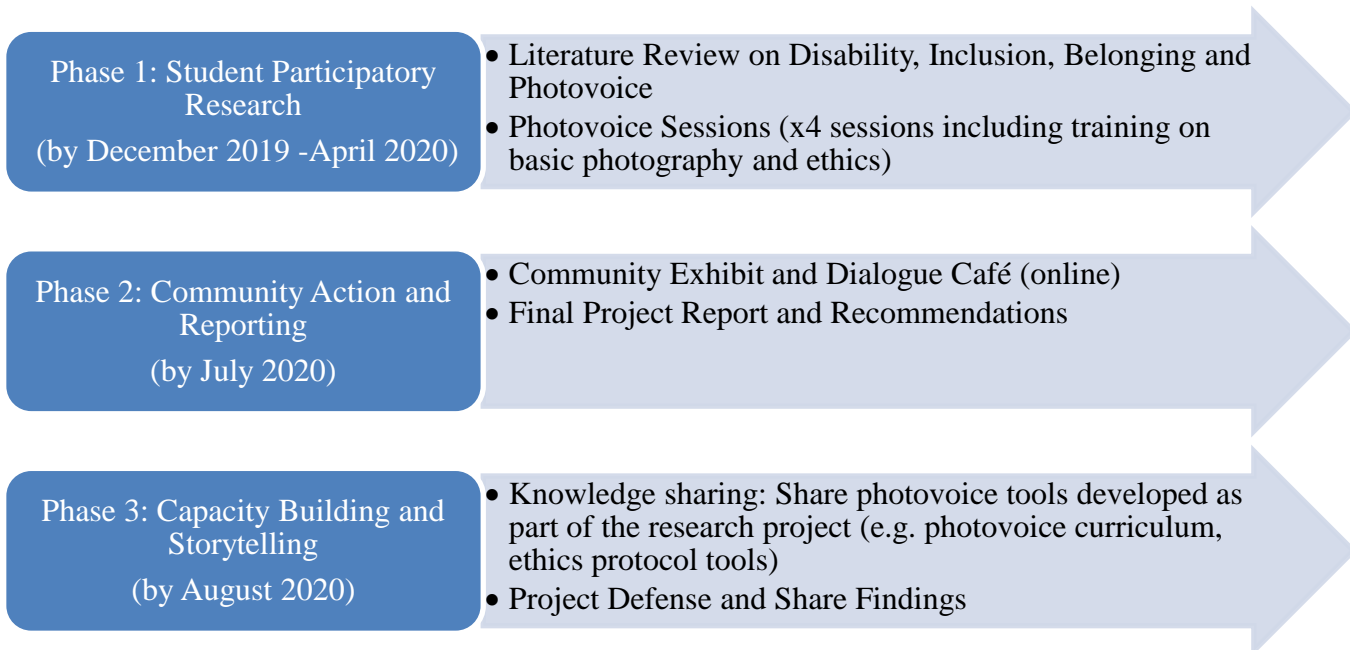 Phase 1: Student Participatory
Research
(by December 2019 -April 2020)
• Literature Review on Disability, Inclusion, Belonging and
Photovoice
• Photovoice Sessions (x4 sessions including training on
basic photography and ethics)
Phase 2: Community Action and
Reporting
(by July 2020)
• Community Exhibit and Dialogue Café (online)
• Final Project Report and Recommendations
Phase 3: Capacity Building and
Storytelling
(by August 2020)
• Knowledge sharing: Share photovoice tools developed as
part of the research project (e.g. photovoice curriculum,
ethics protocol tools)
• Project Defense and Share Findings